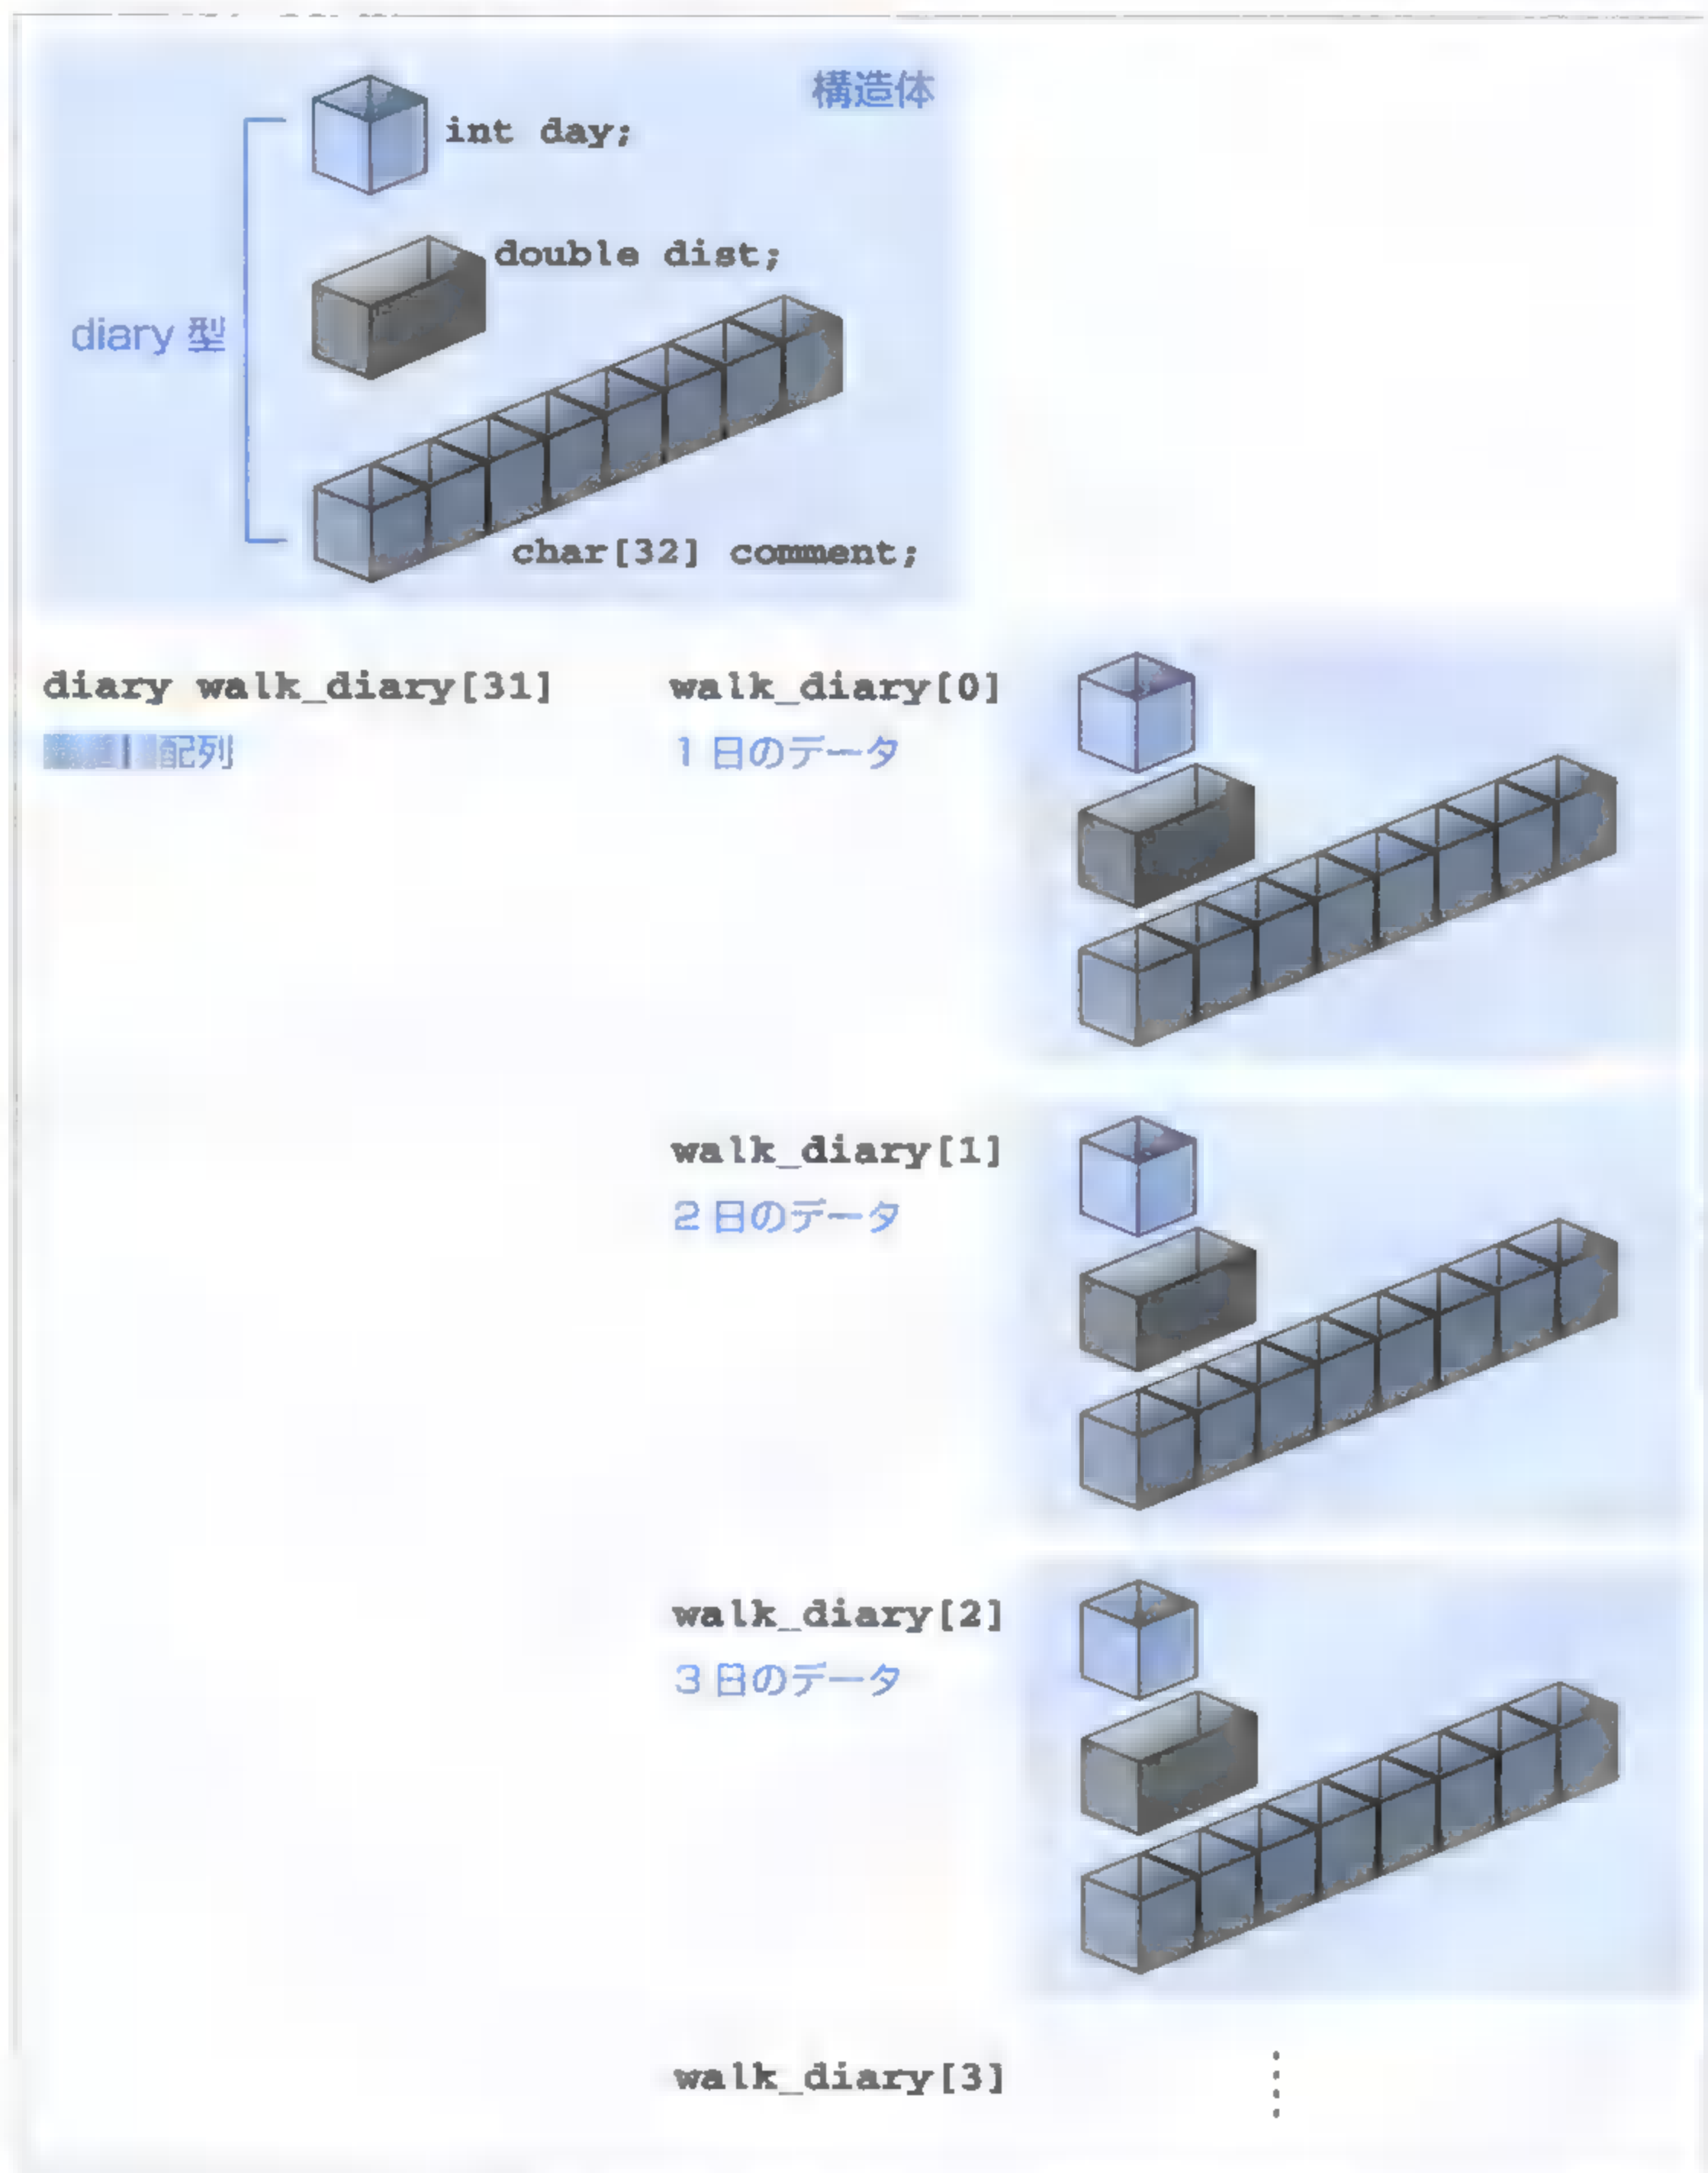 構造体
int day;
double dist;
diary 型
char[32] comment;
diary walk_diary[31]
配列
walk_diary[0]
1 日のデータ
walk_diary[1]
2 日のデータ
walk_diary[2]
3 日のデータ
walk_diary[3]